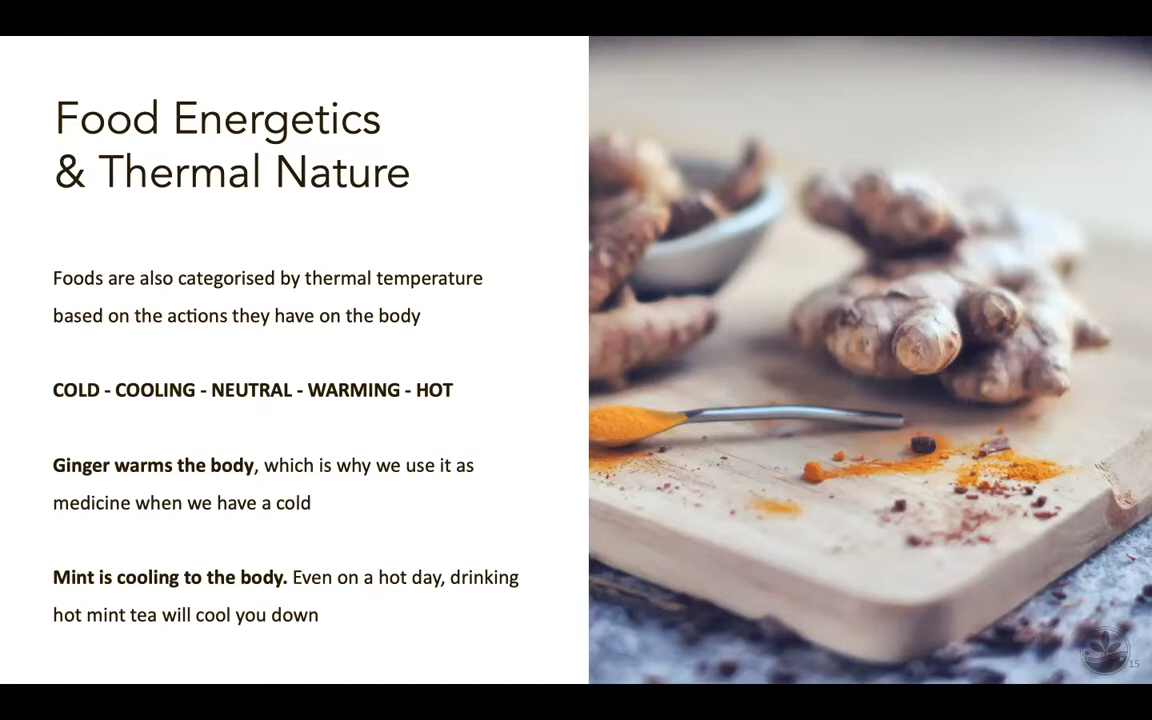 Food Energetics
& Thermal Nature
Foods are also categorised by thermal temperature
based on the actions they have on the body
COLD - COOLING - NEUTRAL - WARMING - HOT
Ginger warms the body, which is why we use it as
medicine when we have a cold
Mint is cooling to the body. Even on a hot day, drinking
hot mint tea will cool you down
15